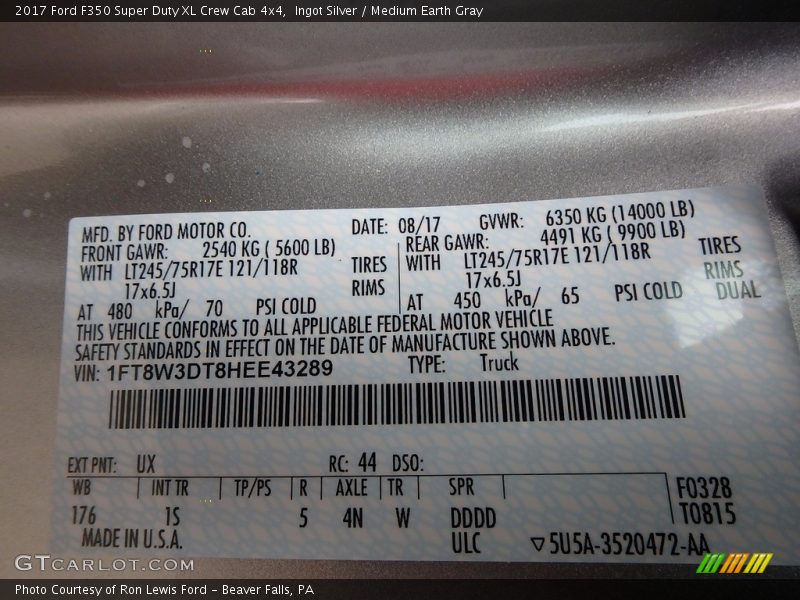 2017 Ford F350 Super Duty XL Crew Cab 4x4, Ingot Silver / Medium Earth Gray
MFD. BY FORD MOTOR CO. DATE: 08/17 GVWR: 6350 KG (14000 LB)
FRONT GAWR: 2540 KG ( 5600 LB) REAR GAWR: 4491 KG ( 9900 LB)
WITH LT245/75R17E 121/118R TIRES WITH LT245/75R17E 121/118R TIRES
17x6.5J RIMS 17x6.5J RIMS
AT 480 kPa/ 70 PSI COLD AT 450 kPa/ 65 PSI COLD DUAL
THIS VEHICLE CONFORMS TO ALL APPLICABLE FEDERAL MOTOR VEHICLE
SAFETY STANDARDS IN EFFECT ON THE DATE OF MANUFACTURE SHOWN ABOVE.
VIN: 1FT8W3DT8HEE43289 TYPE: Truck
EXT PNT: UX RC: 44 DSO:
WB INT TR TP/PS R AXLE TR SPR F0328
176 1S 5 4N W DDDD T0815
MADE IN U.S.A. ULC ▽5U5A-3520472-AA
GTCARLOT.COM
Photo Courtesy of Ron Lewis Ford - Beaver Falls, PA